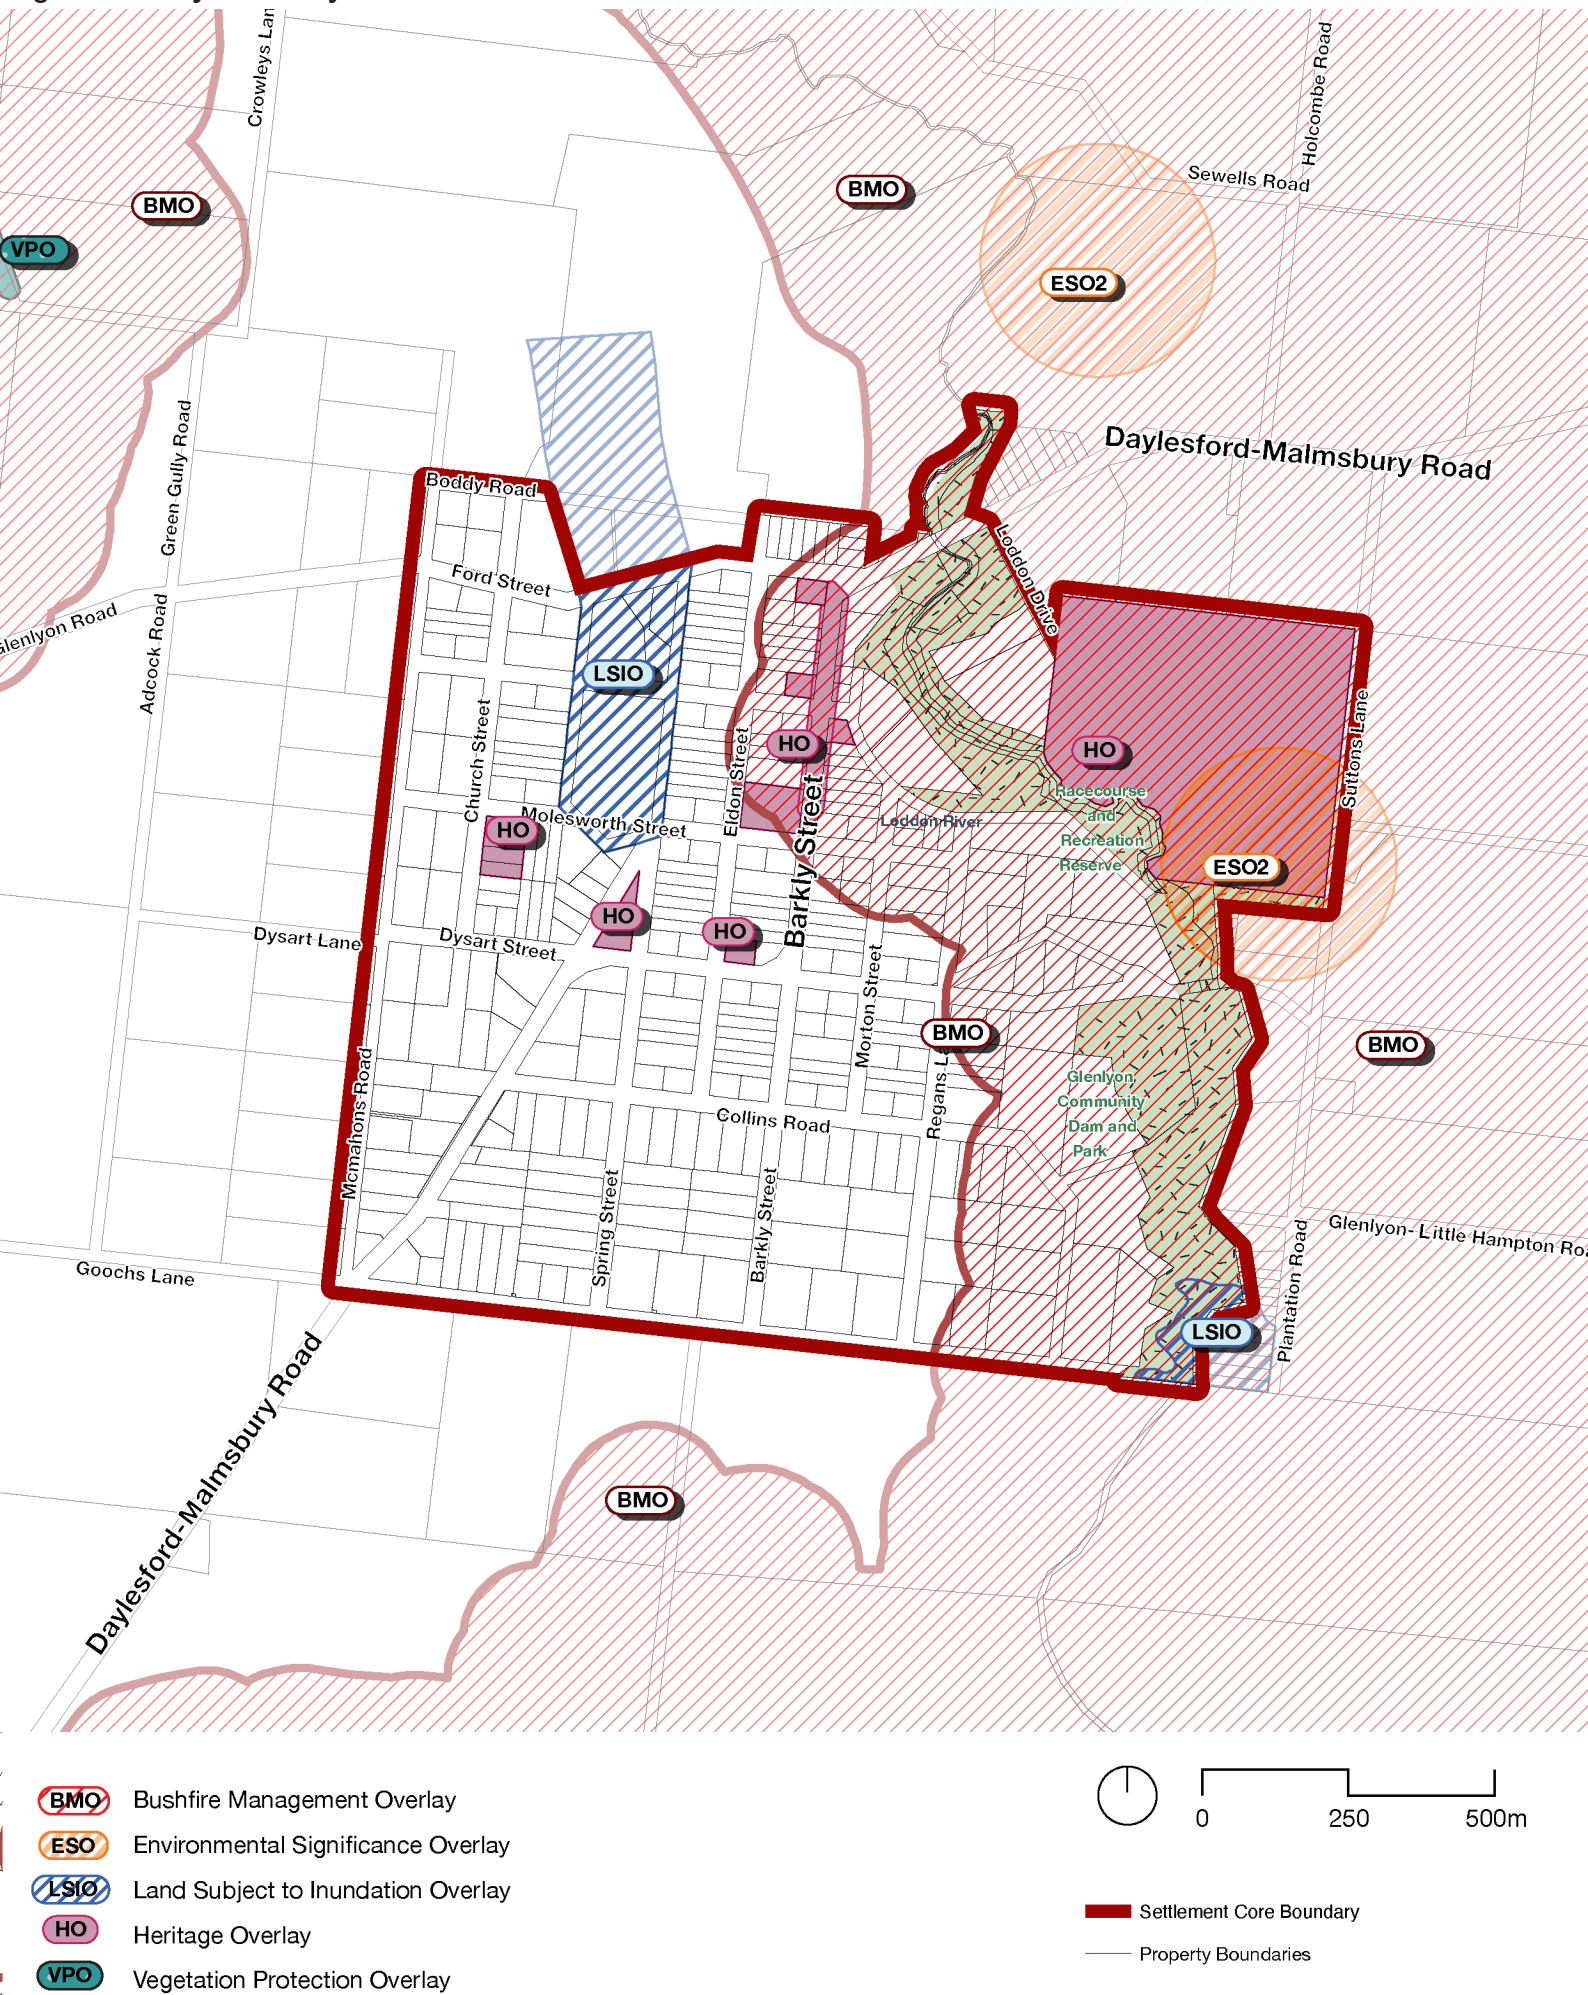 Crowleys Lan
Holcombe Road
Sewells Road
BMO
BMO
VPO
ESO2
Daylesford-Malmsbury Road
Green Gully Road
Boddy Road
Ford Street
Loddon Drive
Glenlyon Road
Adcock Road
LSIO
Church Street
Eldon Street
HO
HO
Suttons Lane
Racecourse
and
Recreation
Reserve
Molesworth Street
HO
Loddon River
Barkly Street
ESO2
HO
HO
Dysart Lane
Dysart Street
Morton Street
BMO
BMO
Mcmahons Road
Regans La
Glenlyon
Community
Dam and
Park
Collins Road
Spring Street
Barkly Street
Glenlyon- Little Hampton Roa
Plantation Road
Goochs Lane
LSIO
Daylesford-Malmsbury Road
BMO
BMO Bushfire Management Overlay
ESO Environmental Significance Overlay
LSIO Land Subject to Inundation Overlay
HO Heritage Overlay
VPO Vegetation Protection Overlay
0 250 500m
Settlement Core Boundary
Property Boundaries